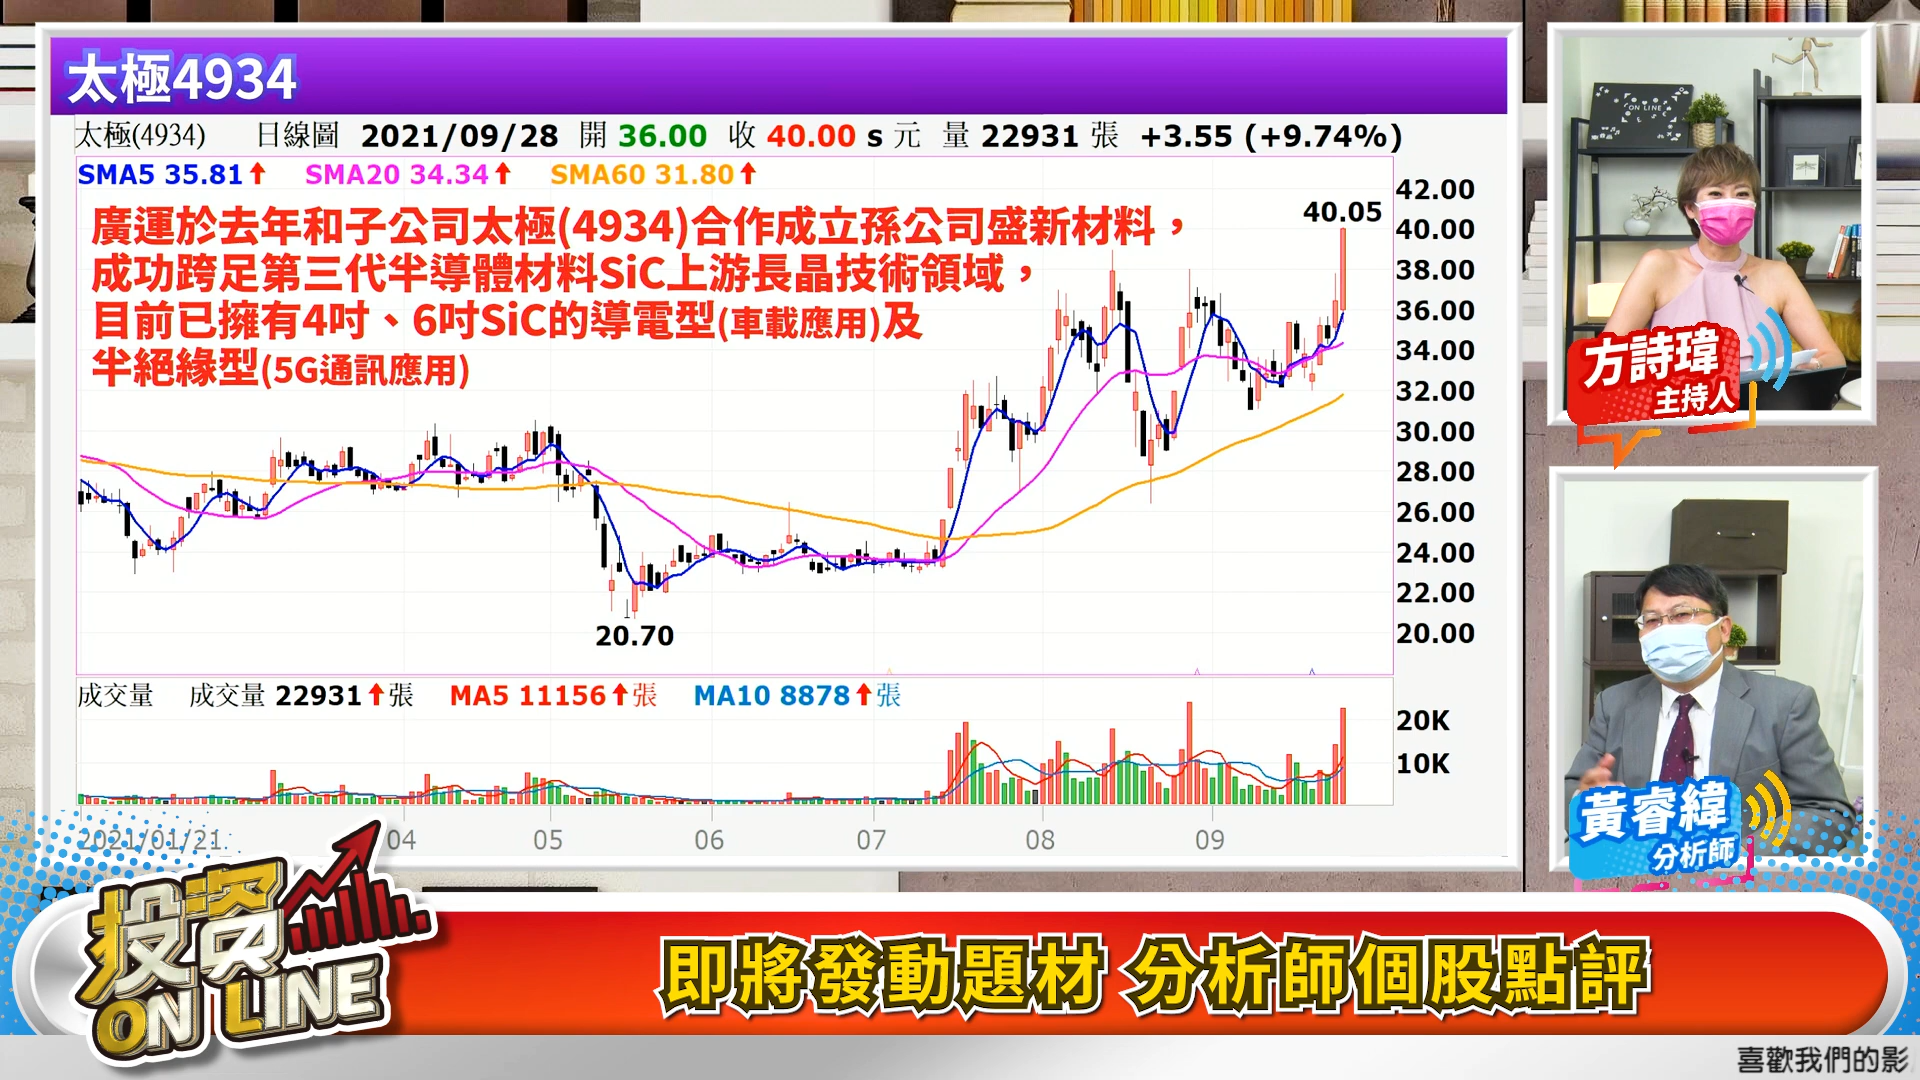 太極4934
太極(4934) 日線圖 2021/09/28 開 36.00 收 40.00 s 元 量 22931 張 +3.55 (+9.74%)
SMA5 35.81↑ SMA20 34.34↑ SMA60 31.80↑
廣運於去年和子公司太極(4934)合作成立孫公司盛新材料，
成功跨足第三代半導體材料SiC上游長晶技術領域，
目前已擁有4吋、6吋SiC的導電型(車載應用)及
半絕緣型(5G通訊應用)
40.05
20.70
42.00
40.00
38.00
36.00
34.00
32.00
30.00
28.00
26.00
24.00
22.00
20.00
成交量 成交量 22931↑張 MA5 11156↑張 MA10 8878↑張
20K
10K
2021/01/21 04 05 06 07 08 09
ON LINE
方詩瑋
主持人
黃睿緯
分析師
投資
ON LINE
即將發動題材 分析師個股點評
喜歡我們的影